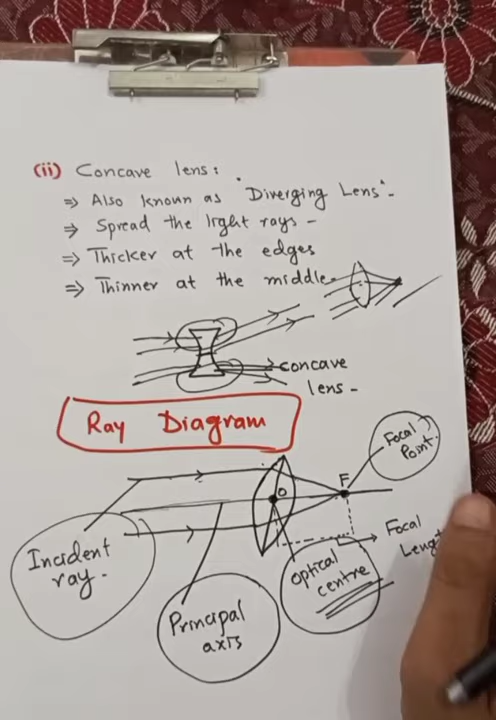 (ii) Concave lens:
⇒ Also known as "Diverging Lens".
⇒ Spread the light rays -
⇒ Thicker at the edges
⇒ Thinner at the middle.
concave
lens -
Ray Diagram
Focal
Point.
F
O
Focal
Incident
ray.
Optical
centre
Principal
axis